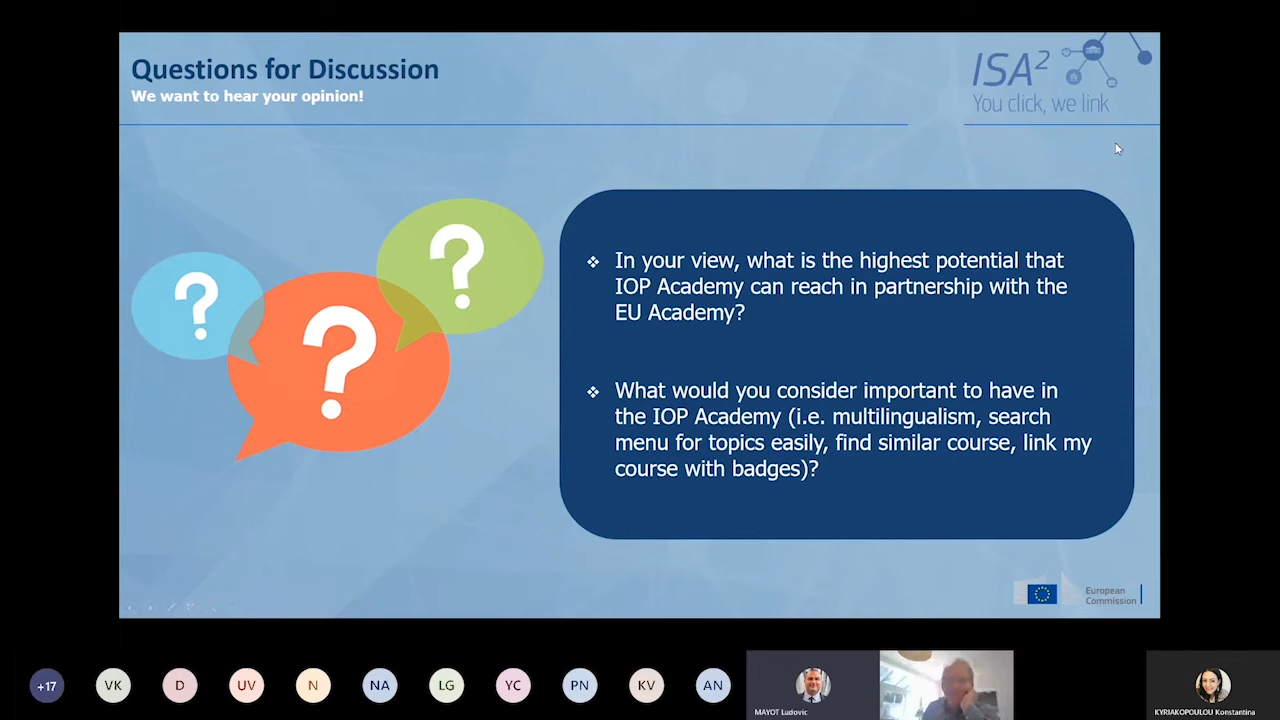 Questions for Discussion
We want to hear your opinion!
ISA²
You click, we link
?
?
?
❖ In your view, what is the highest potential that
IOP Academy can reach in partnership with the
EU Academy?
❖ What would you consider important to have in
the IOP Academy (i.e. multilingualism, search
menu for topics easily, find similar course, link my
course with badges)?
European
Commission
+17
VK
D
UV
N
NA
LG
YC
PN
KV
AN
MAYOT Ludovic
KYRIAKOPOULOU Konstantina